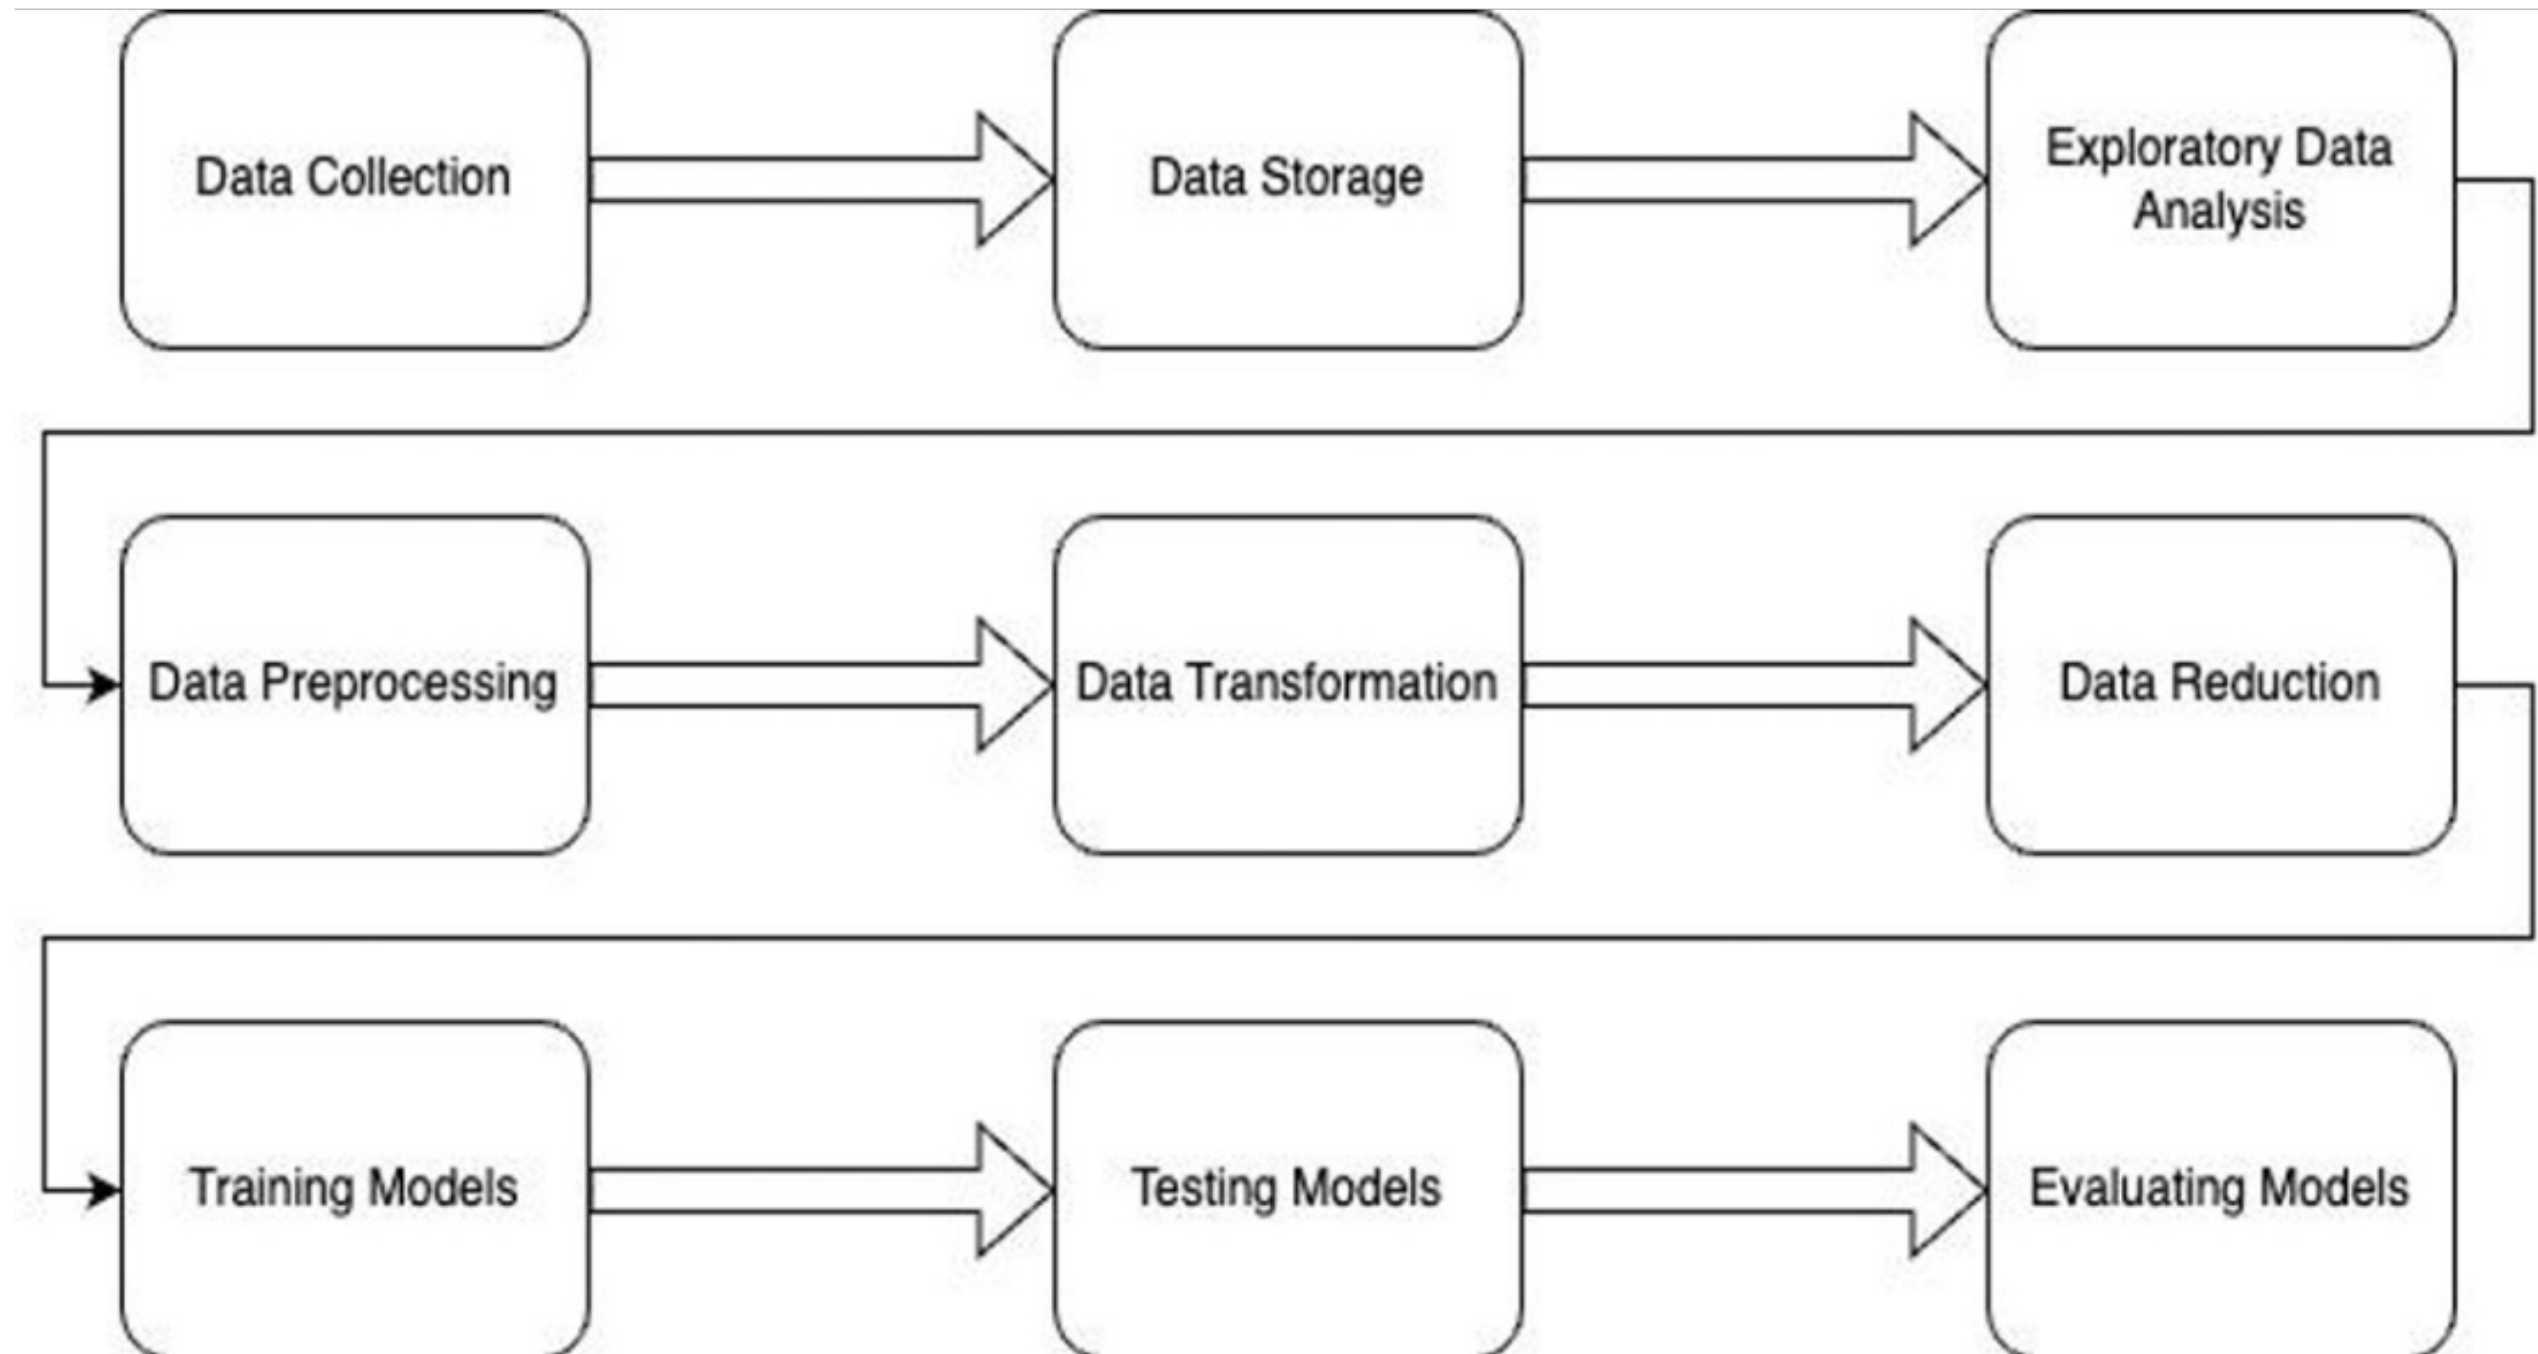 Data Collection
Data Storage
Exploratory Data
Analysis
Data Preprocessing
Data Transformation
Data Reduction
Training Models
Testing Models
Evaluating Models